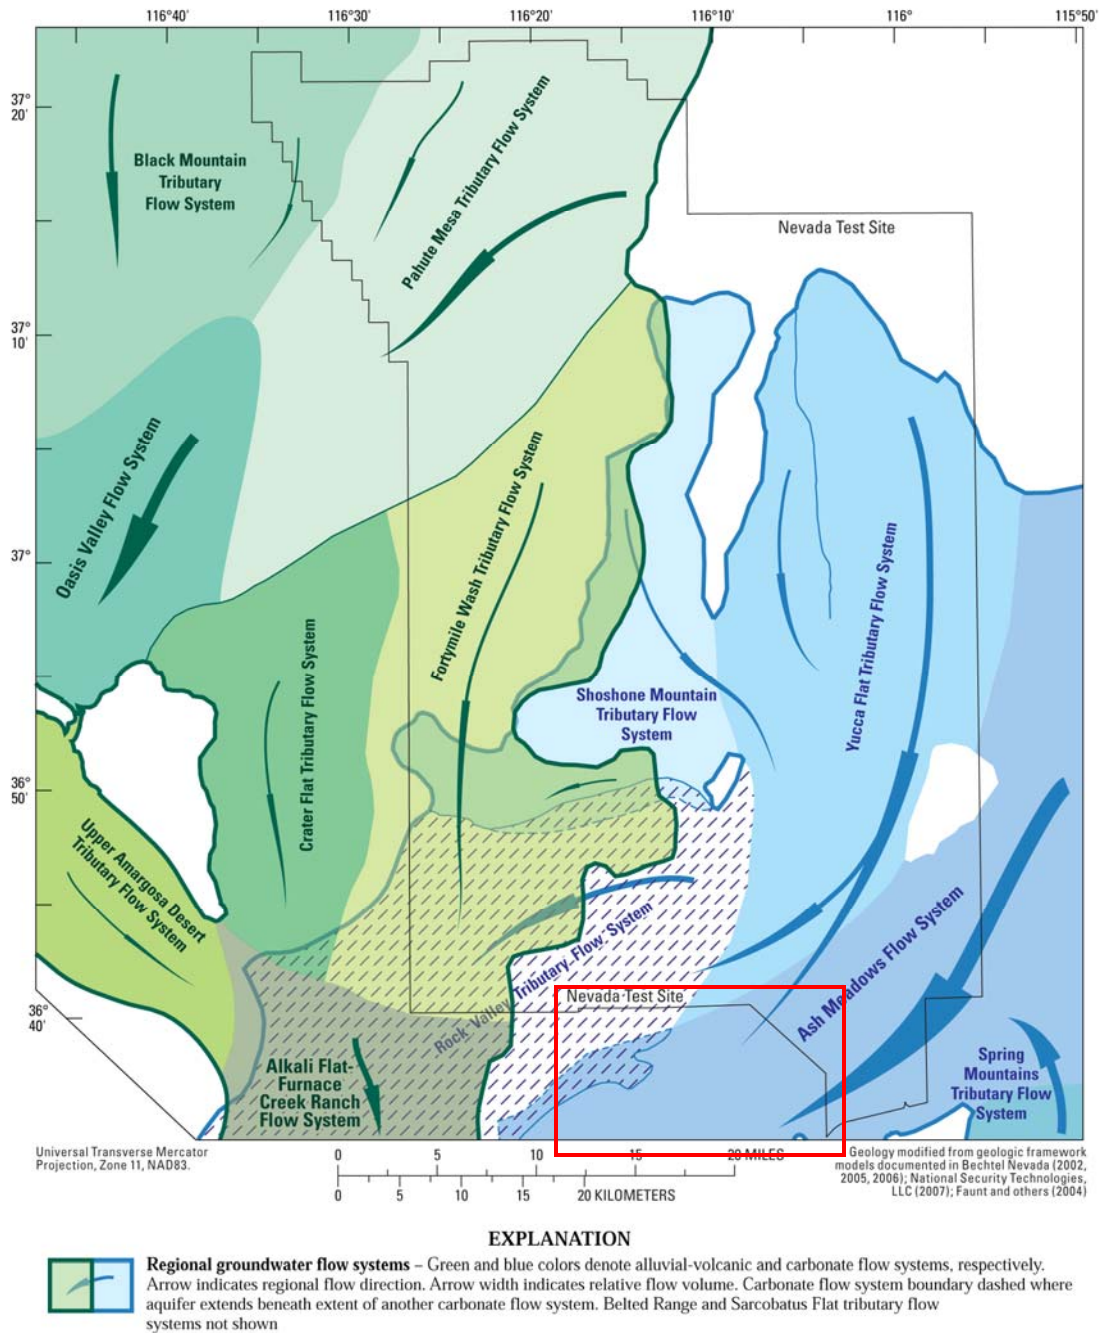 116°40′
116°30′
116°20′
116°10′
116°
115°50′
37°
20′
Black Mountain
Tributary
Flow System
Pahute Mesa Tributary Flow System
Nevada Test Site
37°
10′
Oasis Valley Flow System
Fortymile Wash Tributary Flow System
37°
Yucca Flat Tributary Flow System
Crater Flat Tributary Flow System
Shoshone Mountain
Tributary Flow
System
36°
50′
Upper Amargosa Desert
Tributary Flow System
Rock Valley Tributary Flow System
Ash Meadows Flow System
Nevada Test Site
36°
40′
Alkali Flat-
Furnace
Creek Ranch
Flow System
Spring
Mountains
Tributary Flow
System
Universal Transverse Mercator
Projection, Zone 11, NAD83.
0 5 10 15 20 MILES
0 5 10 15 20 KILOMETERS
Geology modified from geologic framework
models documented in Bechtel Nevada (2002,
2005, 2006); National Security Technologies,
LLC (2007); Faunt and others (2004)
EXPLANATION
Regional groundwater flow systems – Green and blue colors denote alluvial-volcanic and carbonate flow systems, respectively.
Arrow indicates regional flow direction. Arrow width indicates relative flow volume. Carbonate flow system boundary dashed where
aquifer extends beneath extent of another carbonate flow system. Belted Range and Sarcobatus Flat tributary flow
systems not shown